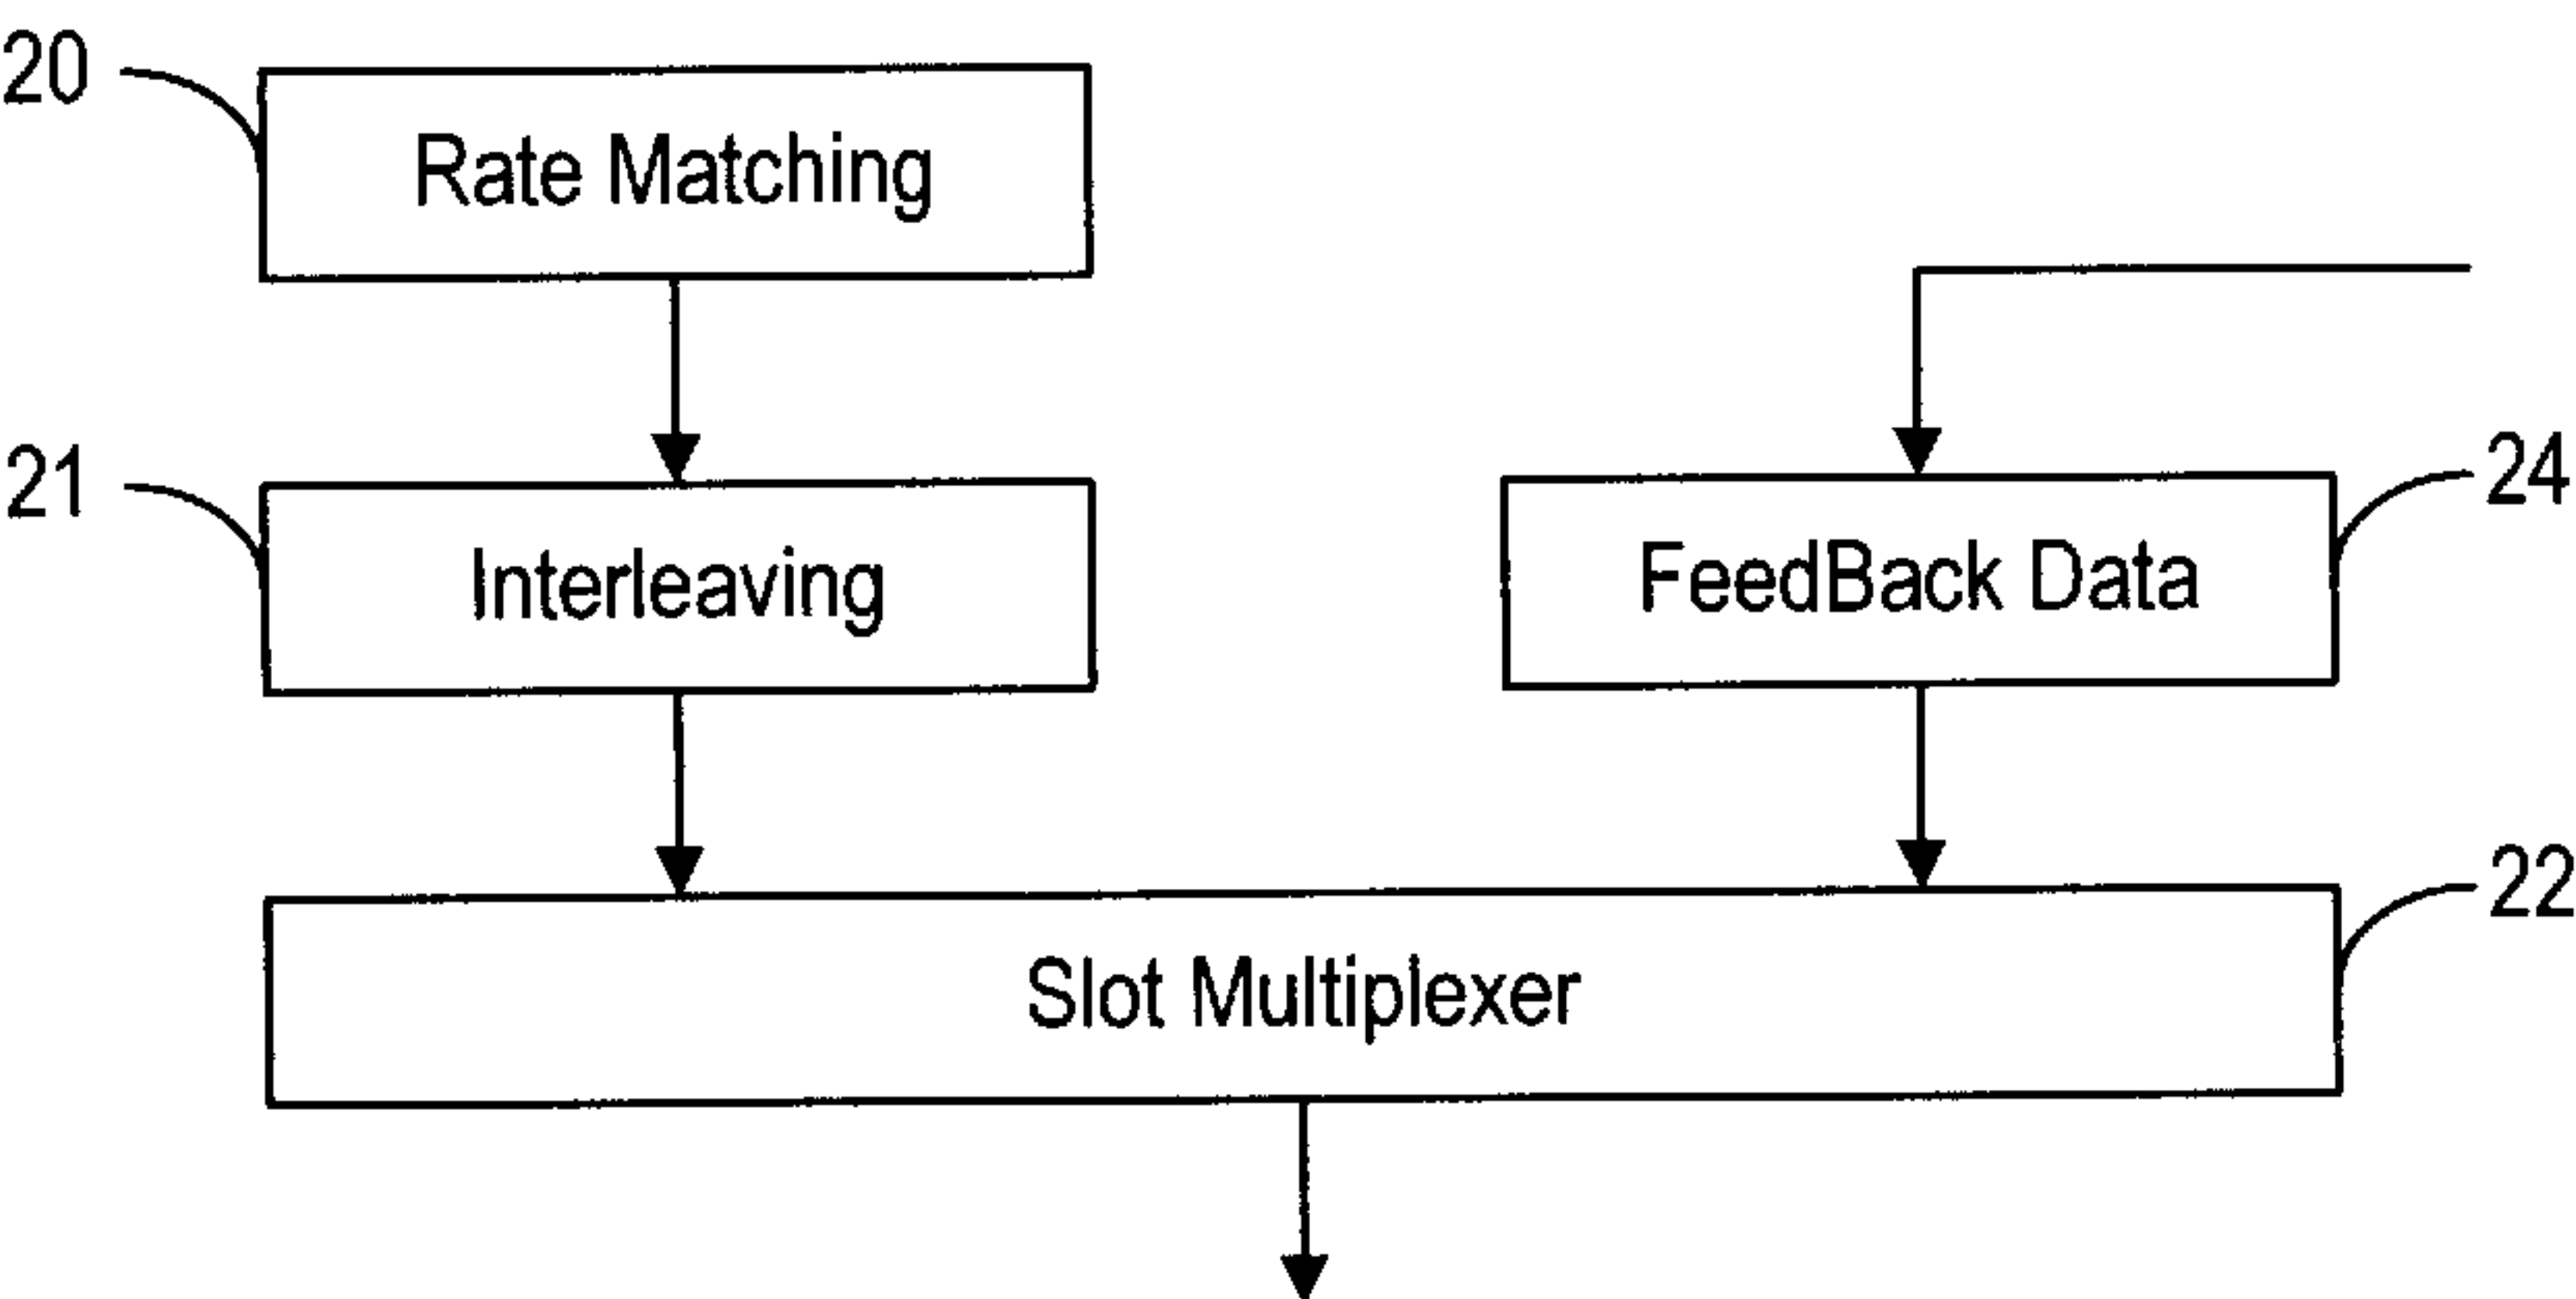 20
Rate Matching
21
Interleaving
FeedBack Data
24
Slot Multiplexer
22